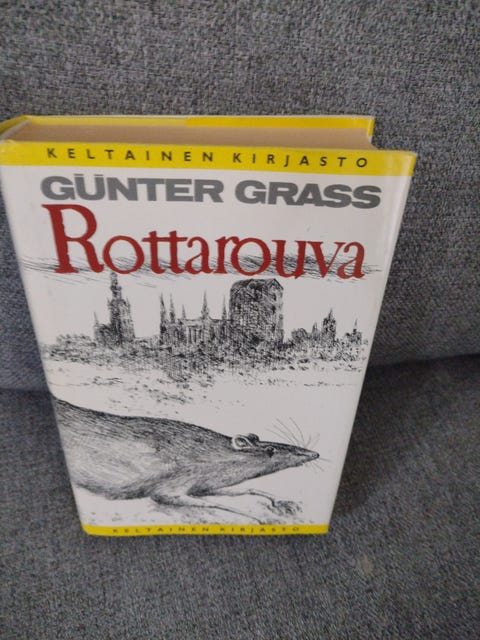 KELTAINEN KIRJASTO
GÜNTER GRASS
Rottarouva
KELTAINEN KIRJASTO